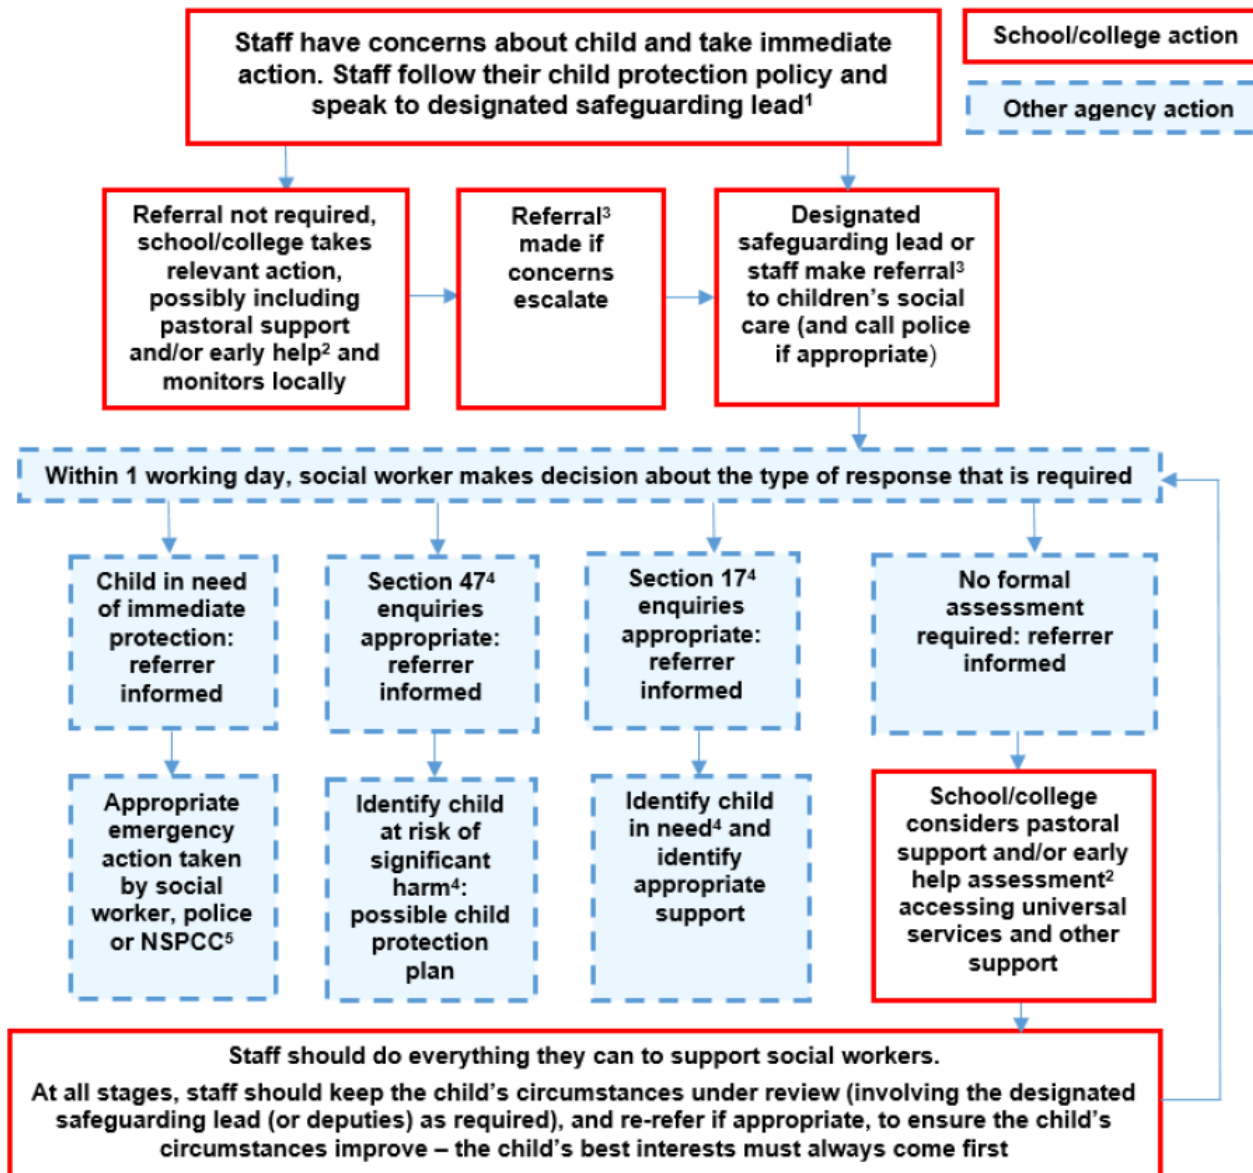 Staff have concerns about child and take immediate
action. Staff follow their child protection policy and
speak to designated safeguarding lead¹
School/college action
Other agency action
Referral not required,
school/college takes
relevant action,
possibly including
pastoral support
and/or early help² and
monitors locally
Referral³
made if
concerns
escalate
Designated
safeguarding lead or
staff make referral³
to children’s social
care (and call police
if appropriate)
Within 1 working day, social worker makes decision about the type of response that is required
Child in need
of immediate
protection:
referrer
informed
Section 47⁴
enquiries
appropriate:
referrer
informed
Section 17⁴
enquiries
appropriate:
referrer
informed
No formal
assessment
required: referrer
informed
Appropriate
emergency
action taken
by social
worker, police
or NSPCC⁵
Identify child
at risk of
significant
harm⁴:
possible child
protection
plan
Identify child
in need⁴ and
identify
appropriate
support
School/college
considers pastoral
support and/or early
help assessment²
accessing universal
services and other
support
Staff should do everything they can to support social workers.
At all stages, staff should keep the child’s circumstances under review (involving the designated
safeguarding lead (or deputies) as required), and re-refer if appropriate, to ensure the child’s
circumstances improve – the child’s best interests must always come first